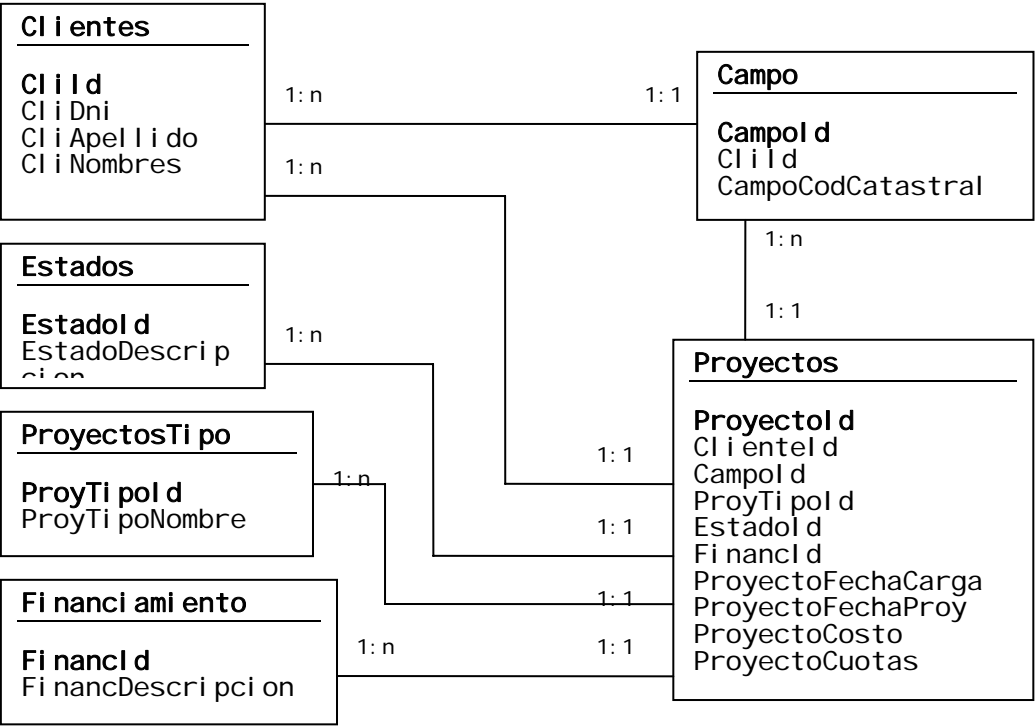 Clientes
CliId
CliDni
CliApellido
CliNombres
1:n
1:1
1:n
Campo
CampoId
CliId
CampoCodCatastral
1:n
1:1
Estados
EstadoId
EstadoDescrip
cion
1:n
1:1
ProyectosTipo
ProyTipoId
ProyTipoNombre
1:n
1:1
Financiamiento
FinancId
FinancDescripcion
1:n
1:1
1:1
Proyectos
ProyectoId
ClienteId
CampoId
ProyTipoId
EstadoId
FinancId
ProyectoFechaCarga
ProyectoFechaProy
ProyectoCosto
ProyectoCuotas